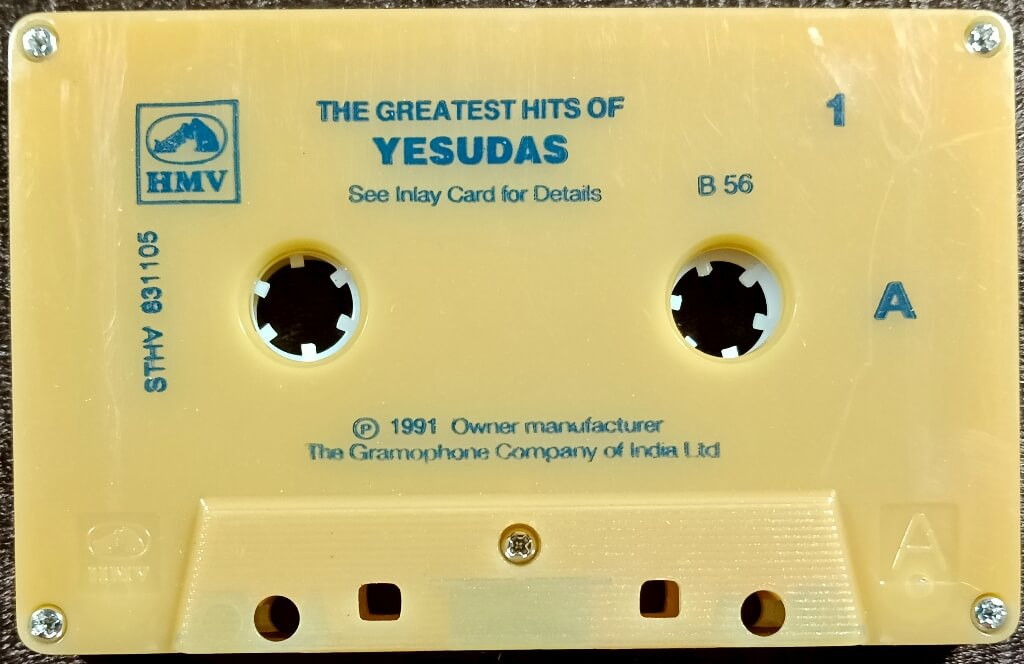 THE GREATEST HITS OF
YESUDAS
See Inlay Card for Details
HMV
B 56
1
STHV 831105
A
Ⓟ 1991 Owner manufacturer
The Gramophone Company of India Ltd
HMV
A